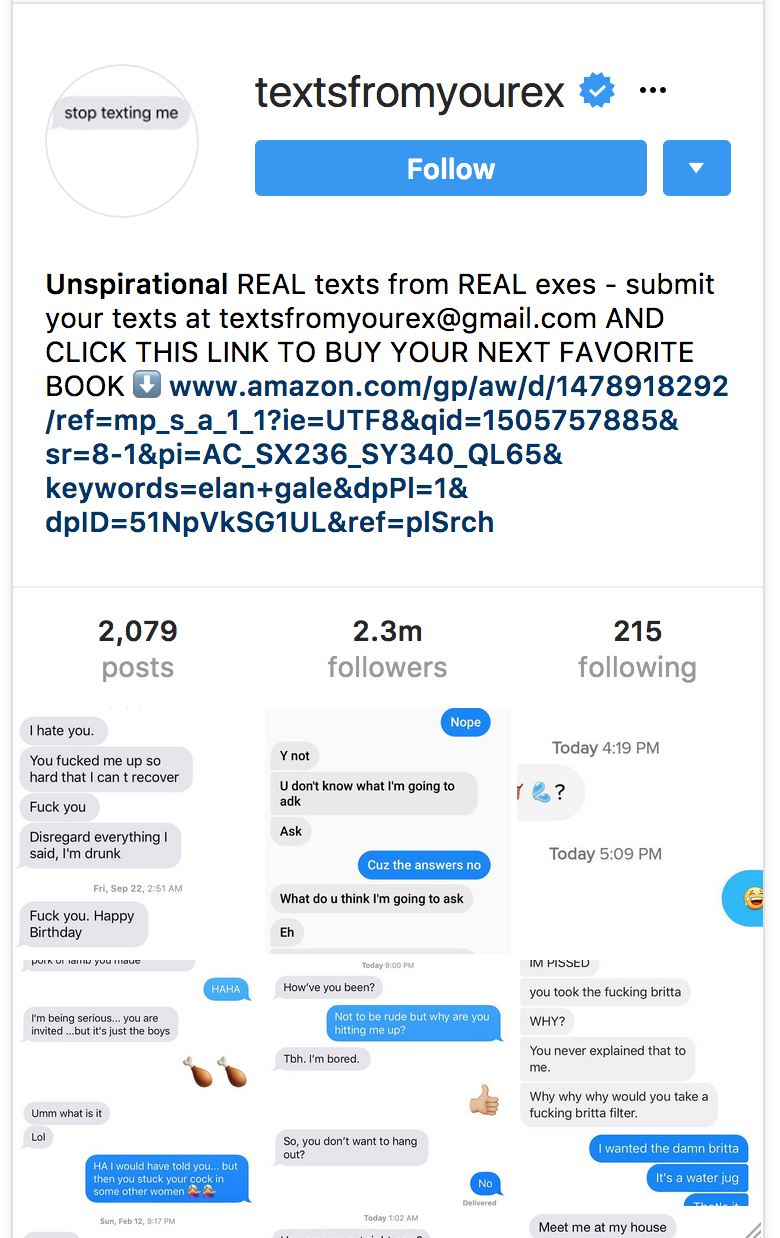 stop texting me
textsfromyourex
Follow
Unspirational REAL texts from REAL exes - submit
your texts at textsfromyourex@gmail.com AND
CLICK THIS LINK TO BUY YOUR NEXT FAVORITE
BOOK ⬇️ www.amazon.com/gp/aw/d/1478918292
/ref=mp_s_a_1_1?ie=UTF8&qid=1505757885&
sr=8-1&pi=AC_SX236_SY340_QL65&
keywords=elan+gale&dpPl=1&
dpID=51NpVkSG1UL&ref=plSrch
2,079
posts
2.3m
followers
215
following
I hate you.
You fucked me up so
hard that I can t recover
Fuck you
Disregard everything I
said, I'm drunk
Fri, Sep 22, 2:51 AM
Fuck you. Happy
Birthday
Nope
Y not
U don't know what I'm going to
adk
Ask
Cuz the answers no
What do u think I'm going to ask
Eh
Today 4:19 PM
?
Today 5:09 PM
pork or lamb you made
HAHA
I'm being serious... you are
invited ...but it's just the boys
🍗🍗
Umm what is it
Lol
HA I would have told you... but
then you stuck your cock in
some other women
Sun, Feb 12, 9:17 PM
Today 9:00 PM
How've you been?
Not to be rude but why are you
hitting me up?
Tbh. I'm bored.
So, you don't want to hang
out?
No
Delivered
Today 1:02 AM
IM PISSED
you took the fucking britta
WHY?
You never explained that to
me.
Why why why would you take a
fucking britta filter.
I wanted the damn britta
It's a water jug
That's it
Meet me at my house